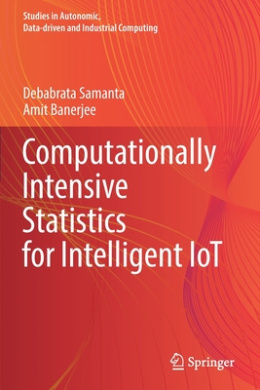 Studies in Autonomic,
Data-driven and Industrial Computing
Debabrata Samanta
Amit Banerjee
Computationally
Intensive
Statistics
for Intelligent IoT
Springer